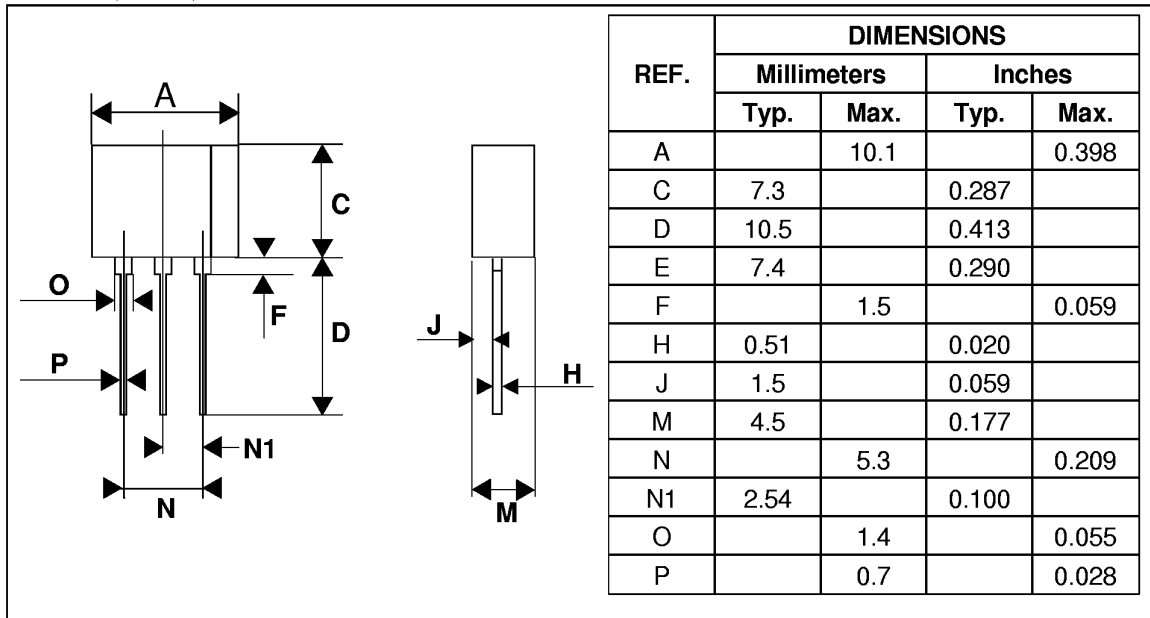 A
C
O
F
D
P
N1
N
J
H
M
REF. DIMENSIONS
Millimeters Inches
Typ. Max. Typ. Max.
A 10.1 0.398
C 7.3 0.287
D 10.5 0.413
E 7.4 0.290
F 1.5 0.059
H 0.51 0.020
J 1.5 0.059
M 4.5 0.177
N 5.3 0.209
N1 2.54 0.100
O 1.4 0.055
P 0.7 0.028